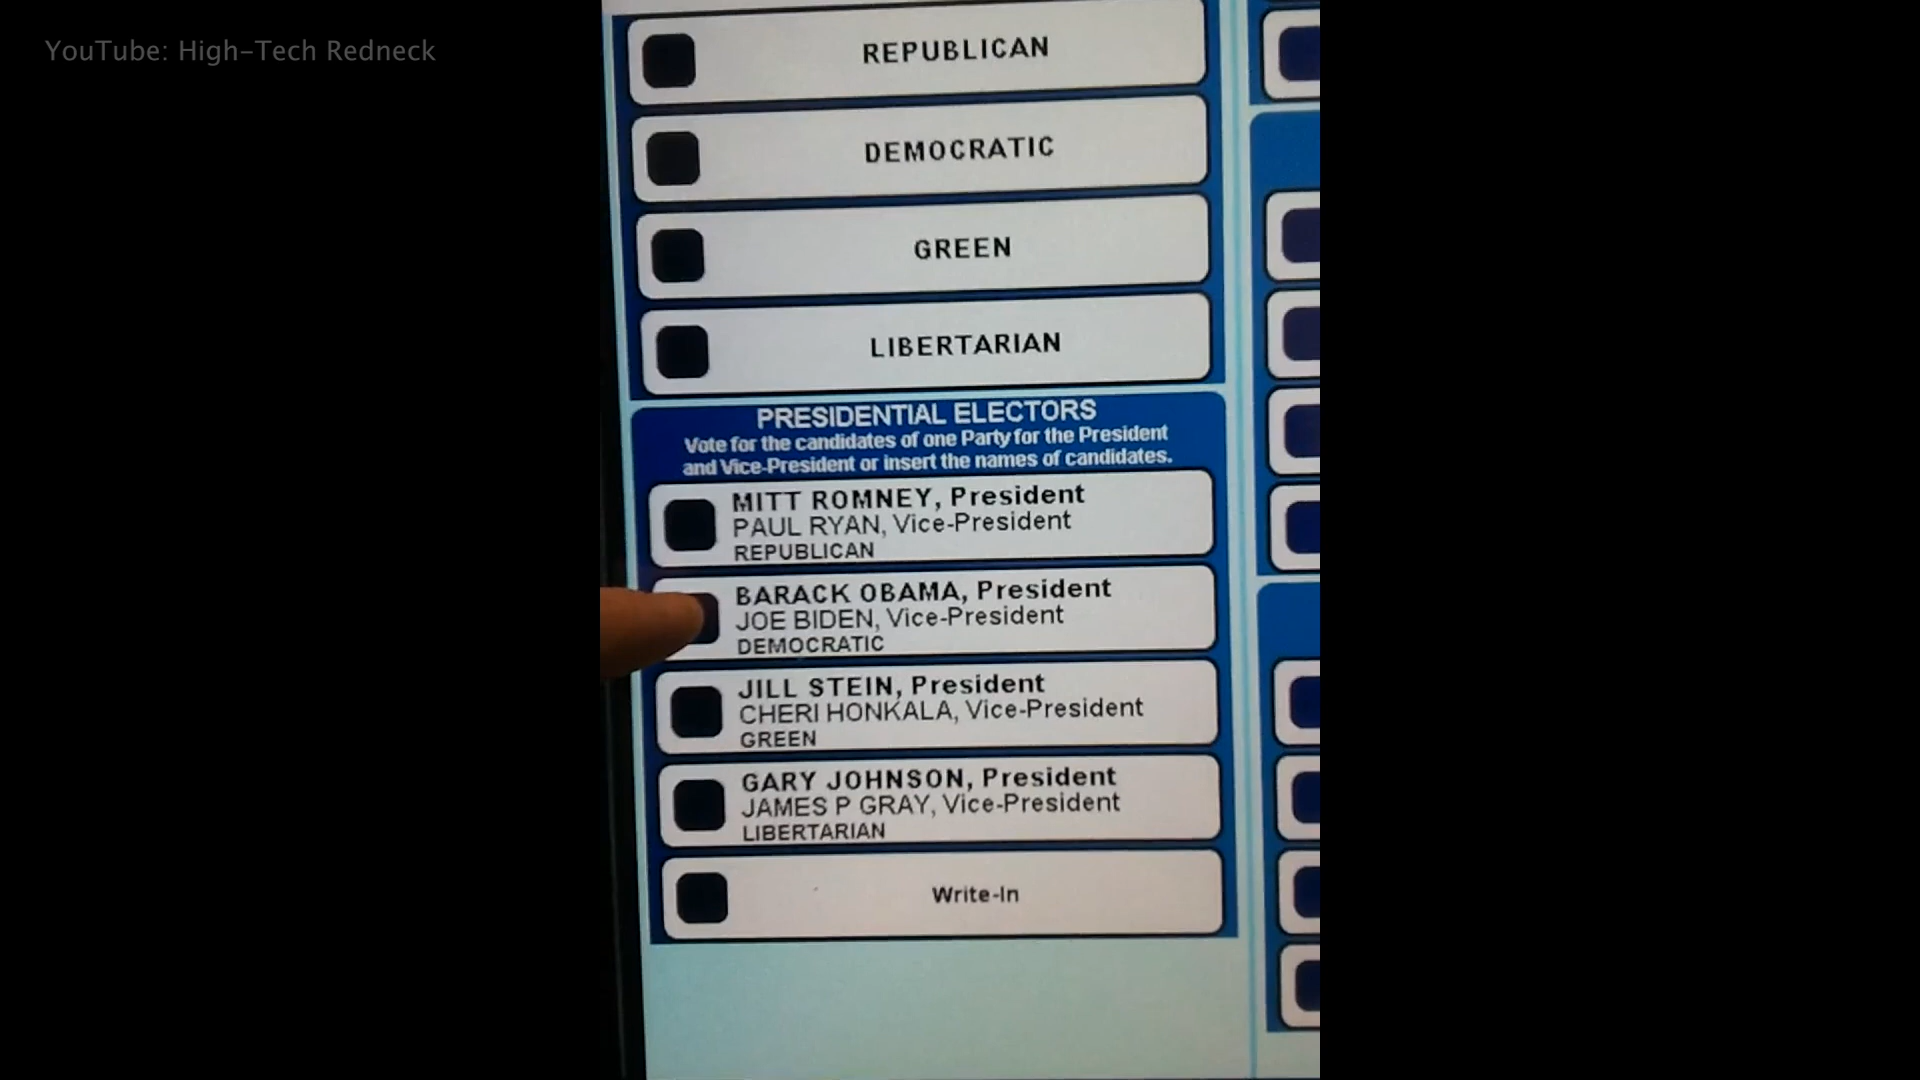 YouTube: High-Tech Redneck
REPUBLICAN
DEMOCRATIC
GREEN
LIBERTARIAN
PRESIDENTIAL ELECTORS
Vote for the candidates of one Party for the President
and Vice-President or insert the names of candidates.
MITT ROMNEY, President
PAUL RYAN, Vice-President
REPUBLICAN
BARACK OBAMA, President
JOE BIDEN, Vice-President
DEMOCRATIC
JILL STEIN, President
CHERI HONKALA, Vice-President
GREEN
GARY JOHNSON, President
JAMES P GRAY, Vice-President
LIBERTARIAN
Write-In